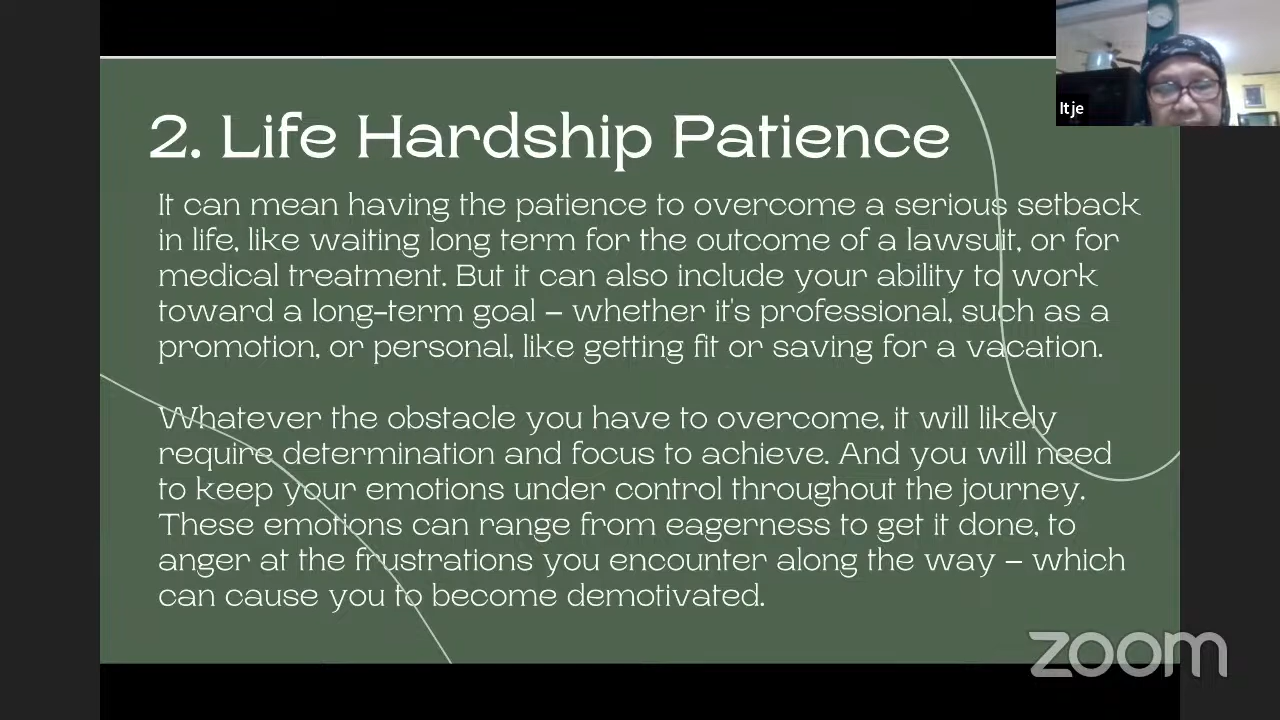 2. Life Hardship Patience
It can mean having the patience to overcome a serious setback
in life, like waiting long term for the outcome of a lawsuit, or for
medical treatment. But it can also include your ability to work
toward a long-term goal – whether it's professional, such as a
promotion, or personal, like getting fit or saving for a vacation.
Whatever the obstacle you have to overcome, it will likely
require determination and focus to achieve. And you will need
to keep your emotions under control throughout the journey.
These emotions can range from eagerness to get it done, to
anger at the frustrations you encounter along the way – which
can cause you to become demotivated.
Itje
zoom